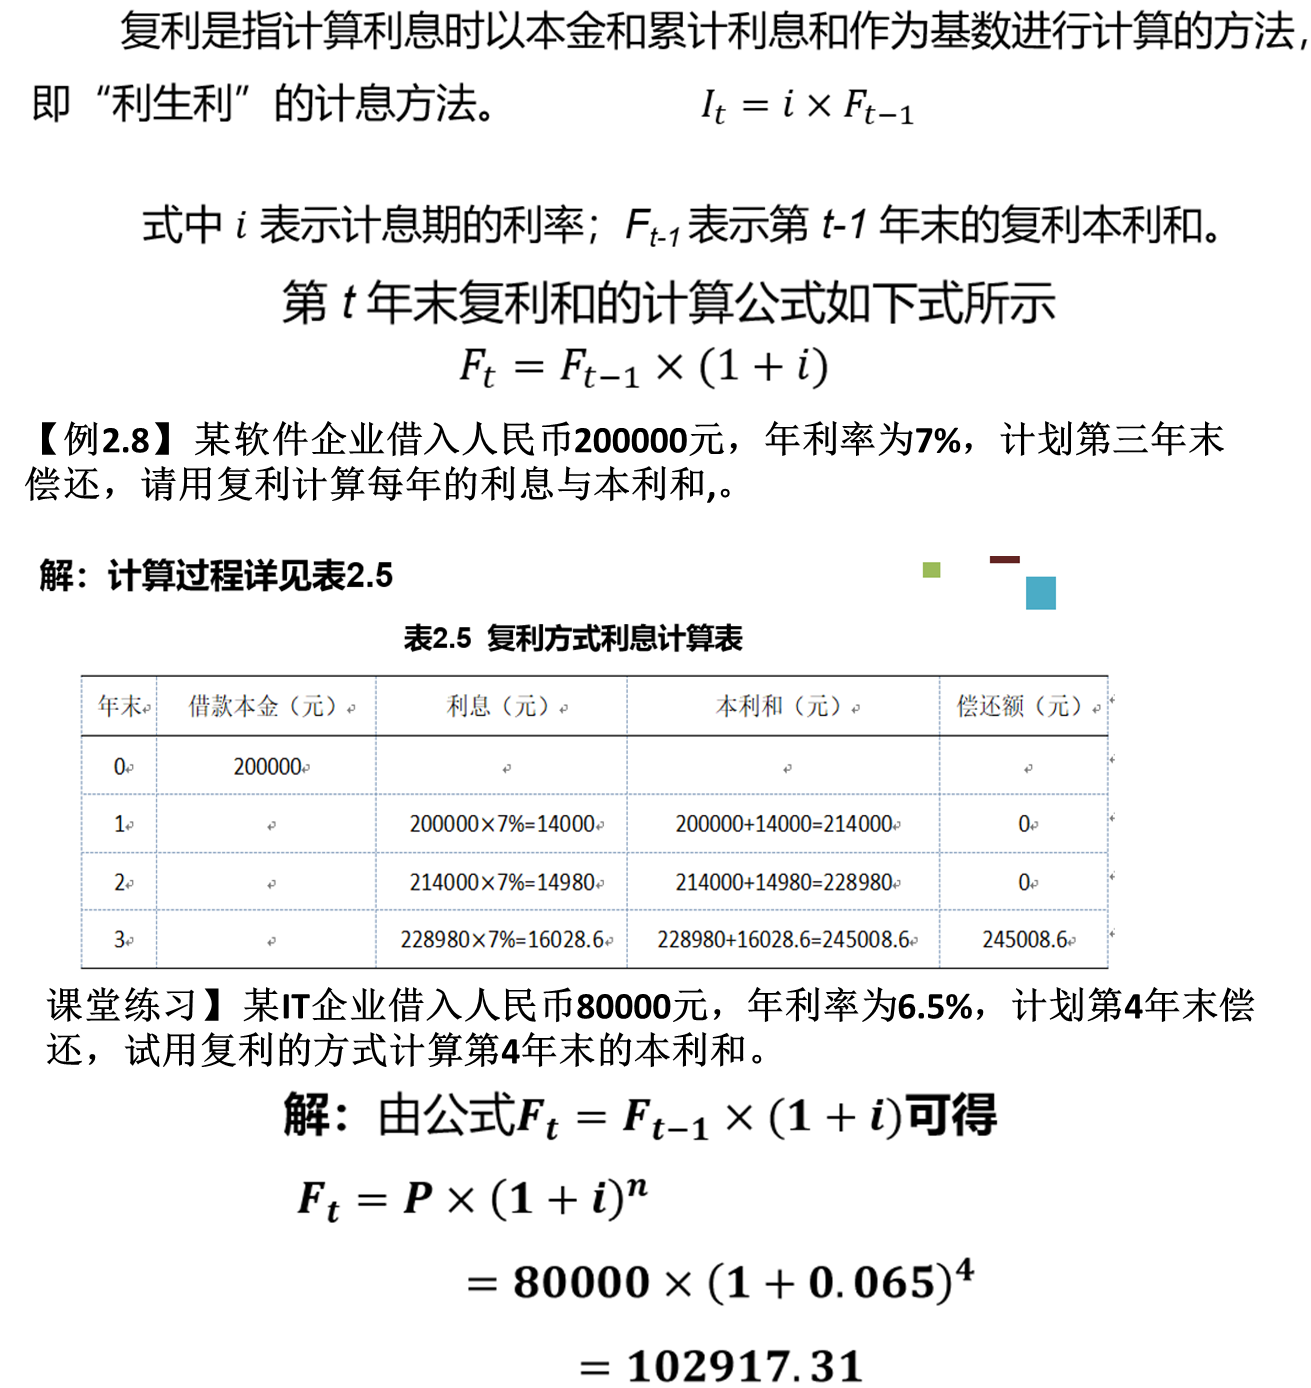 复利是指计算利息时以本金和累计利息和作为基数进行计算的方法，
即“利生利”的计息方法。 I_t = i × F_{t−1}
式中 i 表示计息期的利率；F_{t-1} 表示第 t-1 年末的复利本利和。
第 t 年末复利和的计算公式如下式所示
F_t = F_{t−1} × (1 + i)
【例2.8】某软件企业借入人民币200000元，年利率为7%，计划第三年末
偿还，请用复利计算每年的利息与本利和,。
解：计算过程详见表2.5
表2.5 复利方式利息计算表
年末 借款本金（元） 利息（元） 本利和（元） 偿还额（元）
0 200000
1 200000×7%=14000 200000+14000=214000 0
2 214000×7%=14980 214000+14980=228980 0
3 228980×7%=16028.6 228980+16028.6=245008.6 245008.6
课堂练习】某IT企业借入人民币80000元，年利率为6.5%，计划第4年末偿
还，试用复利的方式计算第4年末的本利和。
解：由公式F_t = F_{t−1} × (1 + i)可得
F_t = P × (1 + i)^n
= 80000 × (1 + 0.065)^4
= 102917.31